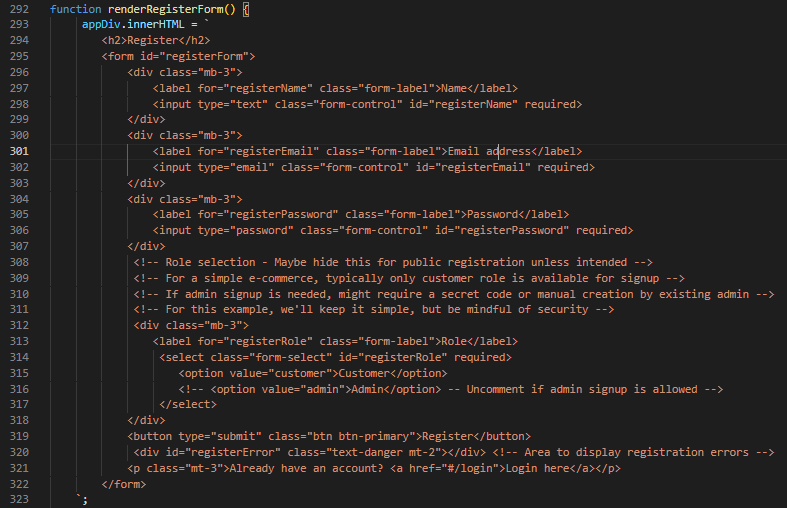 292 function renderRegisterForm() {
293 appDiv.innerHTML = `
294 <h2>Register</h2>
295 <form id="registerForm">
296 <div class="mb-3">
297 <label for="registerName" class="form-label">Name</label>
298 <input type="text" class="form-control" id="registerName" required>
299 </div>
300 <div class="mb-3">
301 <label for="registerEmail" class="form-label">Email address</label>
302 <input type="email" class="form-control" id="registerEmail" required>
303 </div>
304 <div class="mb-3">
305 <label for="registerPassword" class="form-label">Password</label>
306 <input type="password" class="form-control" id="registerPassword" required>
307 </div>
308 <!-- Role selection - Maybe hide this for public registration unless intended -->
309 <!-- For a simple e-commerce, typically only customer role is available for signup -->
310 <!-- If admin signup is needed, might require a secret code or manual creation by existing admin -->
311 <!-- For this example, we'll keep it simple, but be mindful of security -->
312 <div class="mb-3">
313 <label for="registerRole" class="form-label">Role</label>
314 <select class="form-select" id="registerRole" required>
315 <option value="customer">Customer</option>
316 <!-- <option value="admin">Admin</option> -- Uncomment if admin signup is allowed -->
317 </select>
318 </div>
319 <button type="submit" class="btn btn-primary">Register</button>
320 <div id="registerError" class="text-danger mt-2"></div> <!-- Area to display registration errors -->
321 <p class="mt-3">Already have an account? <a href="#/login">Login here</a></p>
322 </form>
323 `;